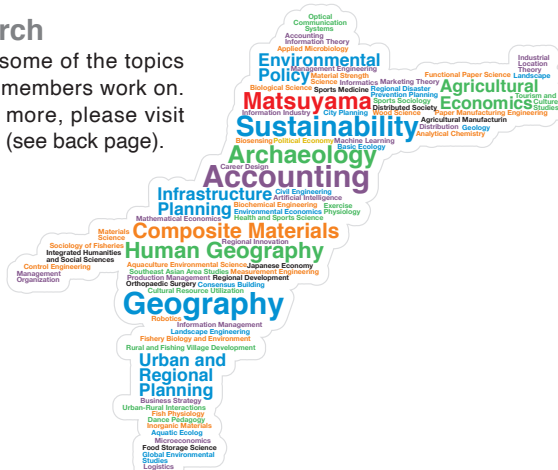 rch
some of the topics
members work on.
more, please visit
(see back page).
Optical
Communication
Systems
Accounting
Information Theory
Applied Microbiology
Environmental
Policy
Management Engineering
Material Strength
Science
Informatics
Marketing Theory
Biological Science
Sports Medicine
Regional Disaster
Prevention Planning
Functional Paper Science
Industrial
Location
Theory
Landscape
Agricultural
Economics
Tourism and
Culture
Studies
Matsuyama
Sports Sociology
Distributed Society
Information Industry
City Planning
Wood Science
Paper Manufacturing Engineering
Agricultural Manufacturin
Sustainability
Distribution
Geology
Analytical Chemistry
Biosensing
Political Economy
Machine Learning
Basic Ecology
Archaeology
Career Design
Accounting
Infrastructure
Planning
Civil Engineering
Artificial Intelligence
Biochemical Engineering
Exercise
Physiology
Environmental Economics
Mathematical Economics
Health and Sports Science
Materials
Science
Composite Materials
Regional Innovation
Sociology of Fisheries
Integrated Humanities
and Social Sciences
Human Geography
Control Engineering
Management
Organization
Aquaculture
Environmental Science
Japanese Economy
Southeast Asian Area Studies
Measurement Engineering
Production Management
Regional Development
Orthopaedic Surgery
Consensus Building
Cultural Resource Utilization
Geography
Robotics
Information Management
Landscape Engineering
Fishery Biology and Environment
Rural and Fishing Village Development
Urban and
Regional
Planning
Business Strategy
Urban-Rural Interactions
Fish Physiology
Dance Pedagogy
Inorganic Materials
Aquatic Ecolog
Microeconomics
Food Storage Science
Global Environmental
Studies
Logistics